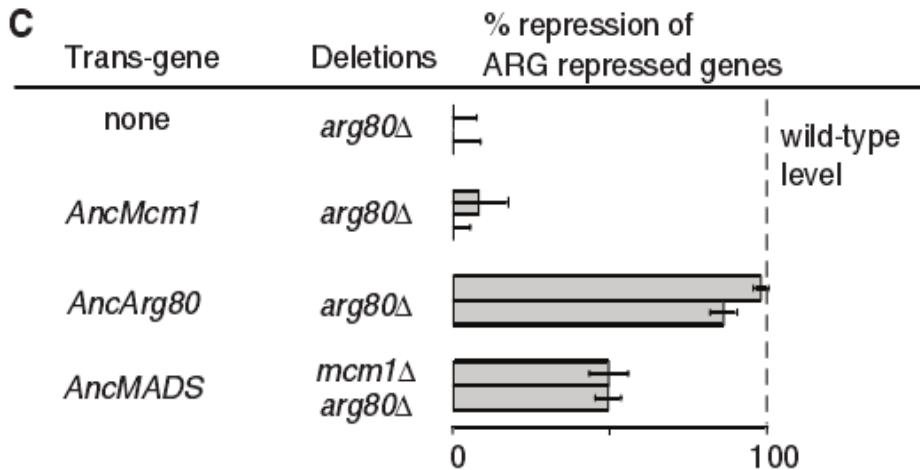 C
Trans-gene Deletions % repression of
ARG repressed genes
none arg80Δ
wild-type
level
AncMcm1 arg80Δ
AncArg80 arg80Δ
AncMADS mcm1Δ
arg80Δ
0 100